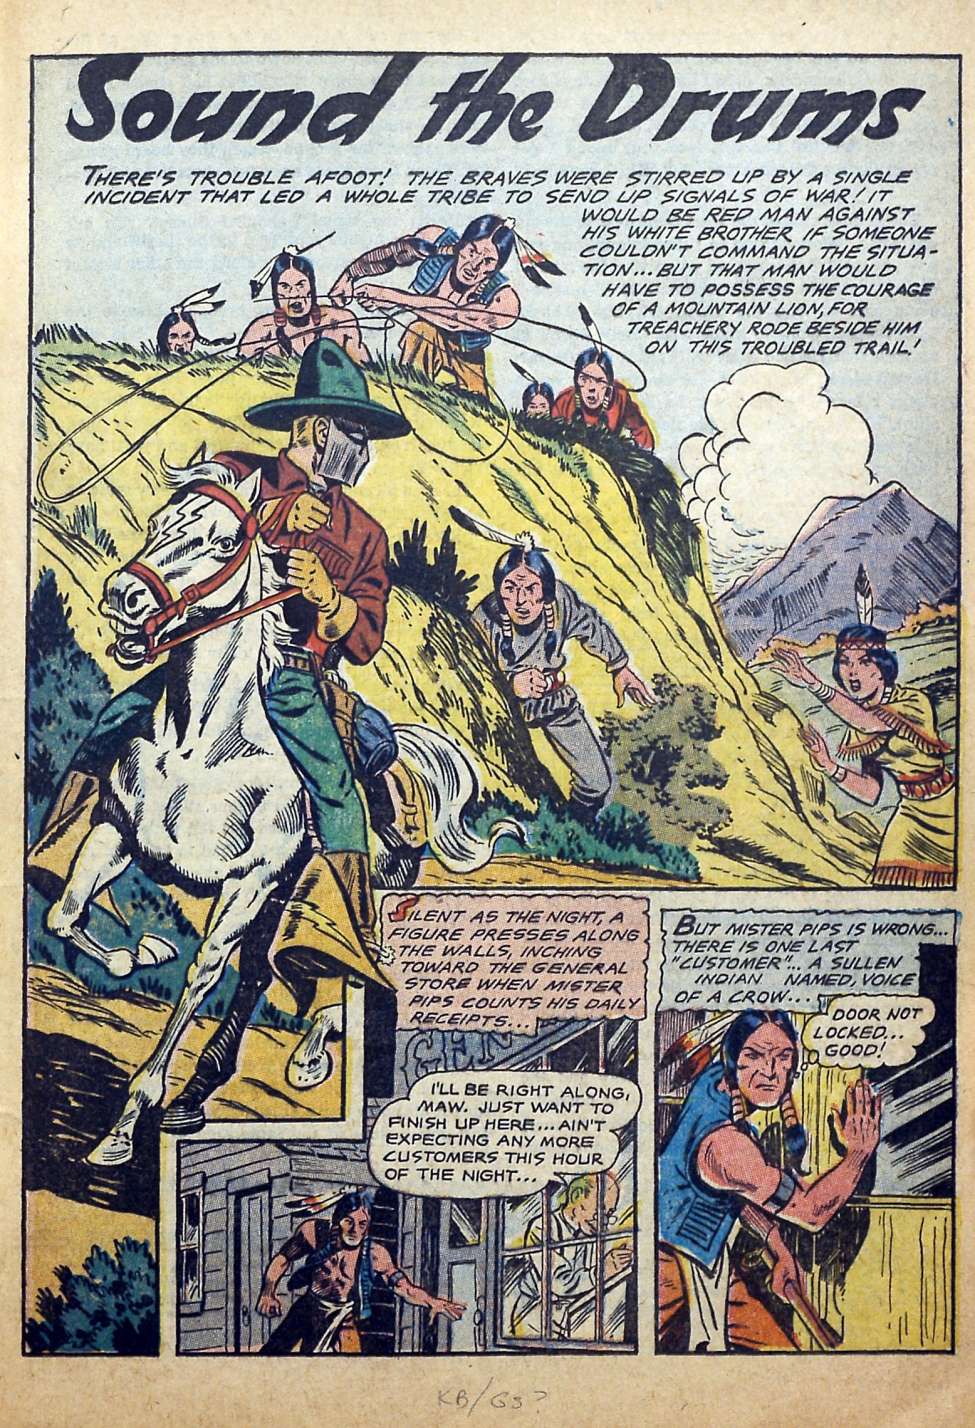 Sound the Drums
THERE'S TROUBLE AFOOT! THE BRAVES WERE STIRRED UP BY A SINGLE
INCIDENT THAT LED A WHOLE TRIBE TO SEND UP SIGNALS OF WAR! IT
WOULD BE RED MAN AGAINST
HIS WHITE BROTHER IF SOMEONE
COULDN'T COMMAND THE SITUA-
TION... BUT THAT MAN WOULD
HAVE TO POSSESS THE COURAGE
OF A MOUNTAIN LION, FOR
TREACHERY RODE BESIDE HIM
ON THIS TROUBLED TRAIL!
SILENT AS THE NIGHT, A
FIGURE PRESSES ALONG
THE WALLS, INCHING
TOWARD THE GENERAL
STORE WHEN MISTER
PIPS COUNTS HIS DAILY
RECEIPTS...
GEN
I'LL BE RIGHT ALONG,
MAW. JUST WANT TO
FINISH UP HERE... AIN'T
EXPECTING ANY MORE
CUSTOMERS THIS HOUR
OF THE NIGHT...
BUT MISTER PIPS IS WRONG...
THERE IS ONE LAST
"CUSTOMER"... A SULLEN
INDIAN NAMED, VOICE
OF A CROW...
DOOR NOT
LOCKED...
GOOD!
KB/GS?